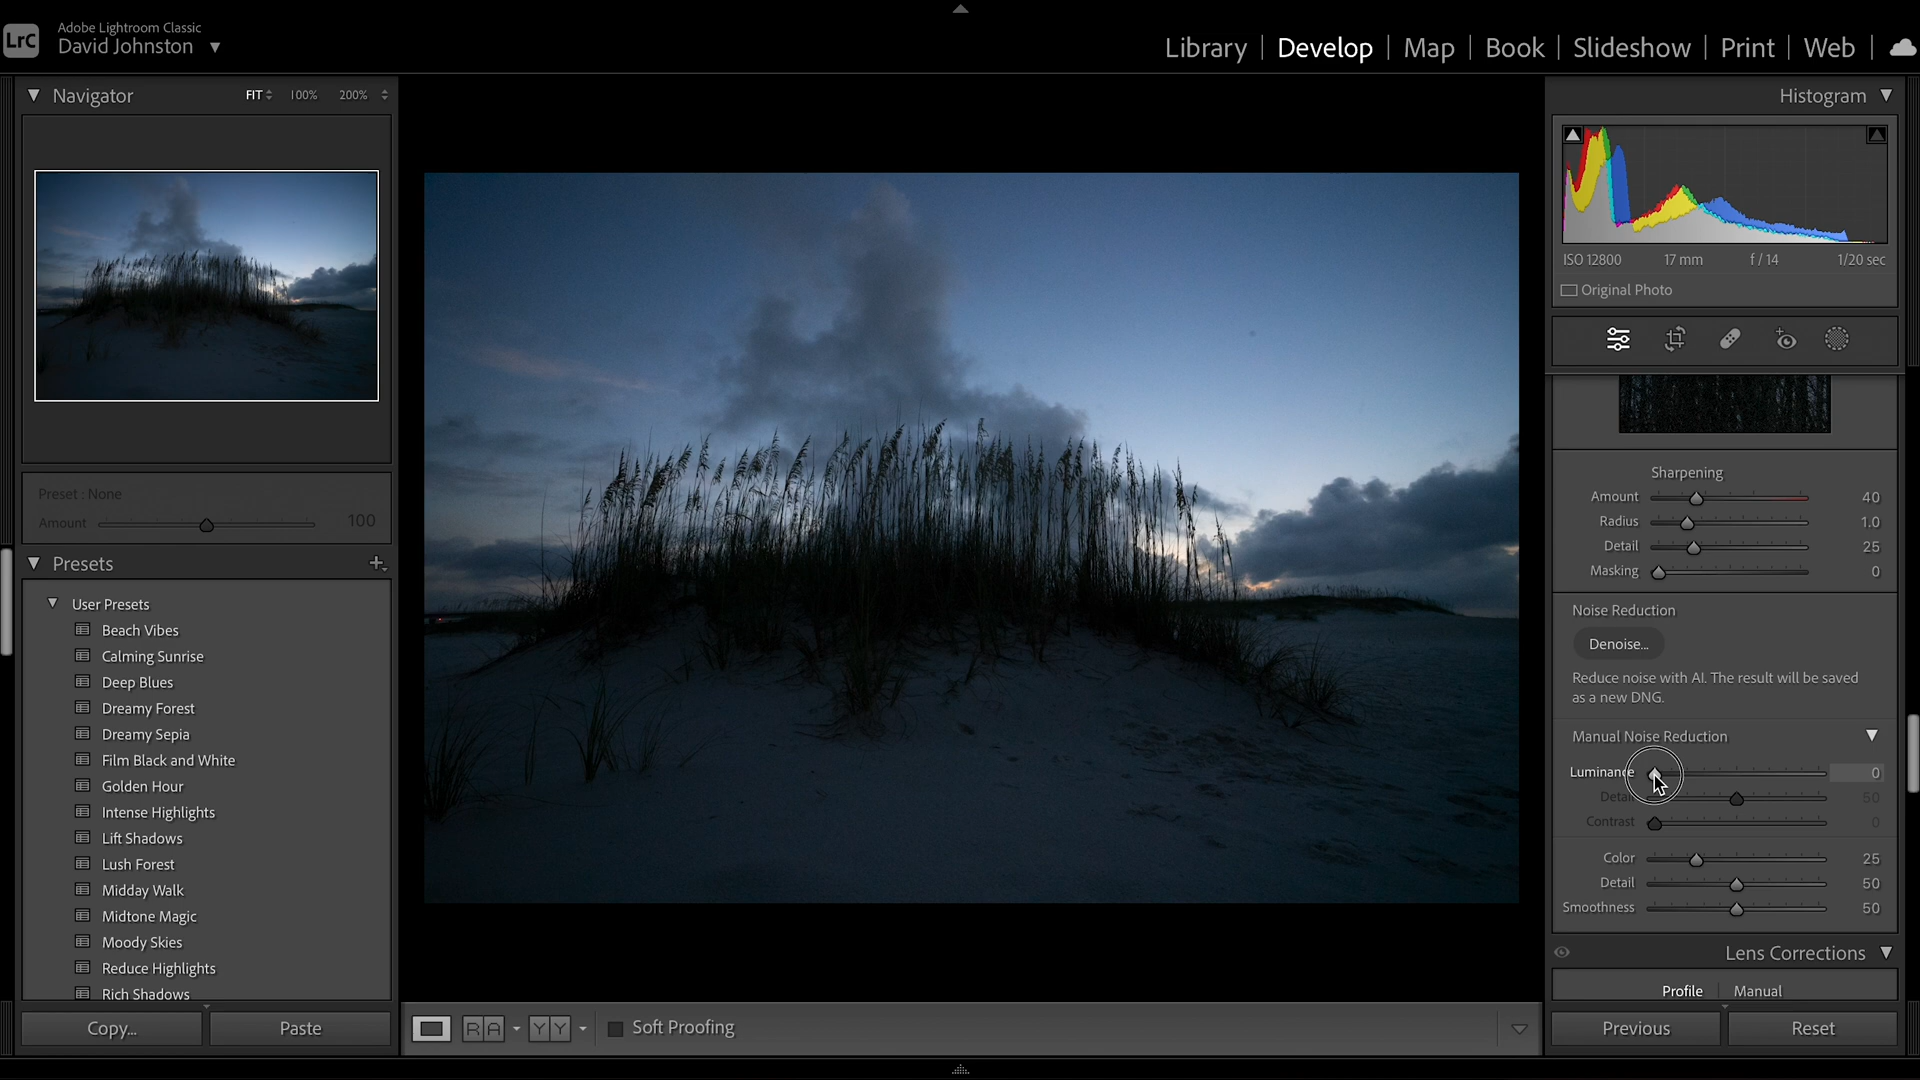 LrC
Adobe Lightroom Classic
David Johnston
Library | Develop | Map | Book | Slideshow | Print | Web |
Navigator
FIT 100% 200%
Preset : None
Amount 100
Presets
User Presets
Beach Vibes
Calming Sunrise
Deep Blues
Dreamy Forest
Dreamy Sepia
Film Black and White
Golden Hour
Intense Highlights
Lift Shadows
Lush Forest
Midday Walk
Midtone Magic
Moody Skies
Reduce Highlights
Rich Shadows
Copy... Paste
R A Y Y Soft Proofing
Histogram
ISO 12800 17 mm f / 14 1/20 sec
Original Photo
Sharpening
Amount 40
Radius 1.0
Detail 25
Masking 0
Noise Reduction
Denoise...
Reduce noise with AI. The result will be saved
as a new DNG.
Manual Noise Reduction
Luminance 0
Detail 50
Contrast 0
Color 25
Detail 50
Smoothness 50
Lens Corrections
Profile | Manual
Previous Reset